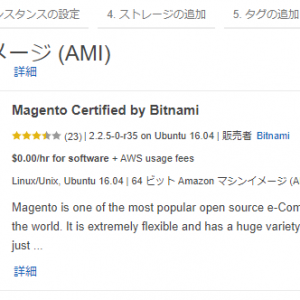 ンスタンスの設定 4. ストレージの追加 5. タグの追加
メージ (AMI)
詳細
Magento Certified by Bitnami
(23) | 2.2.5-0-r35 on Ubuntu 16.04 | 販売者 Bitnami
$0.00/hr for software + AWS usage fees
Linux/Unix, Ubuntu 16.04 | 64 ビット Amazon マシンイメージ (A
Magento is one of the most popular open source e-Com
the world. It is extremely flexible and has a huge variety
just ...
詳細